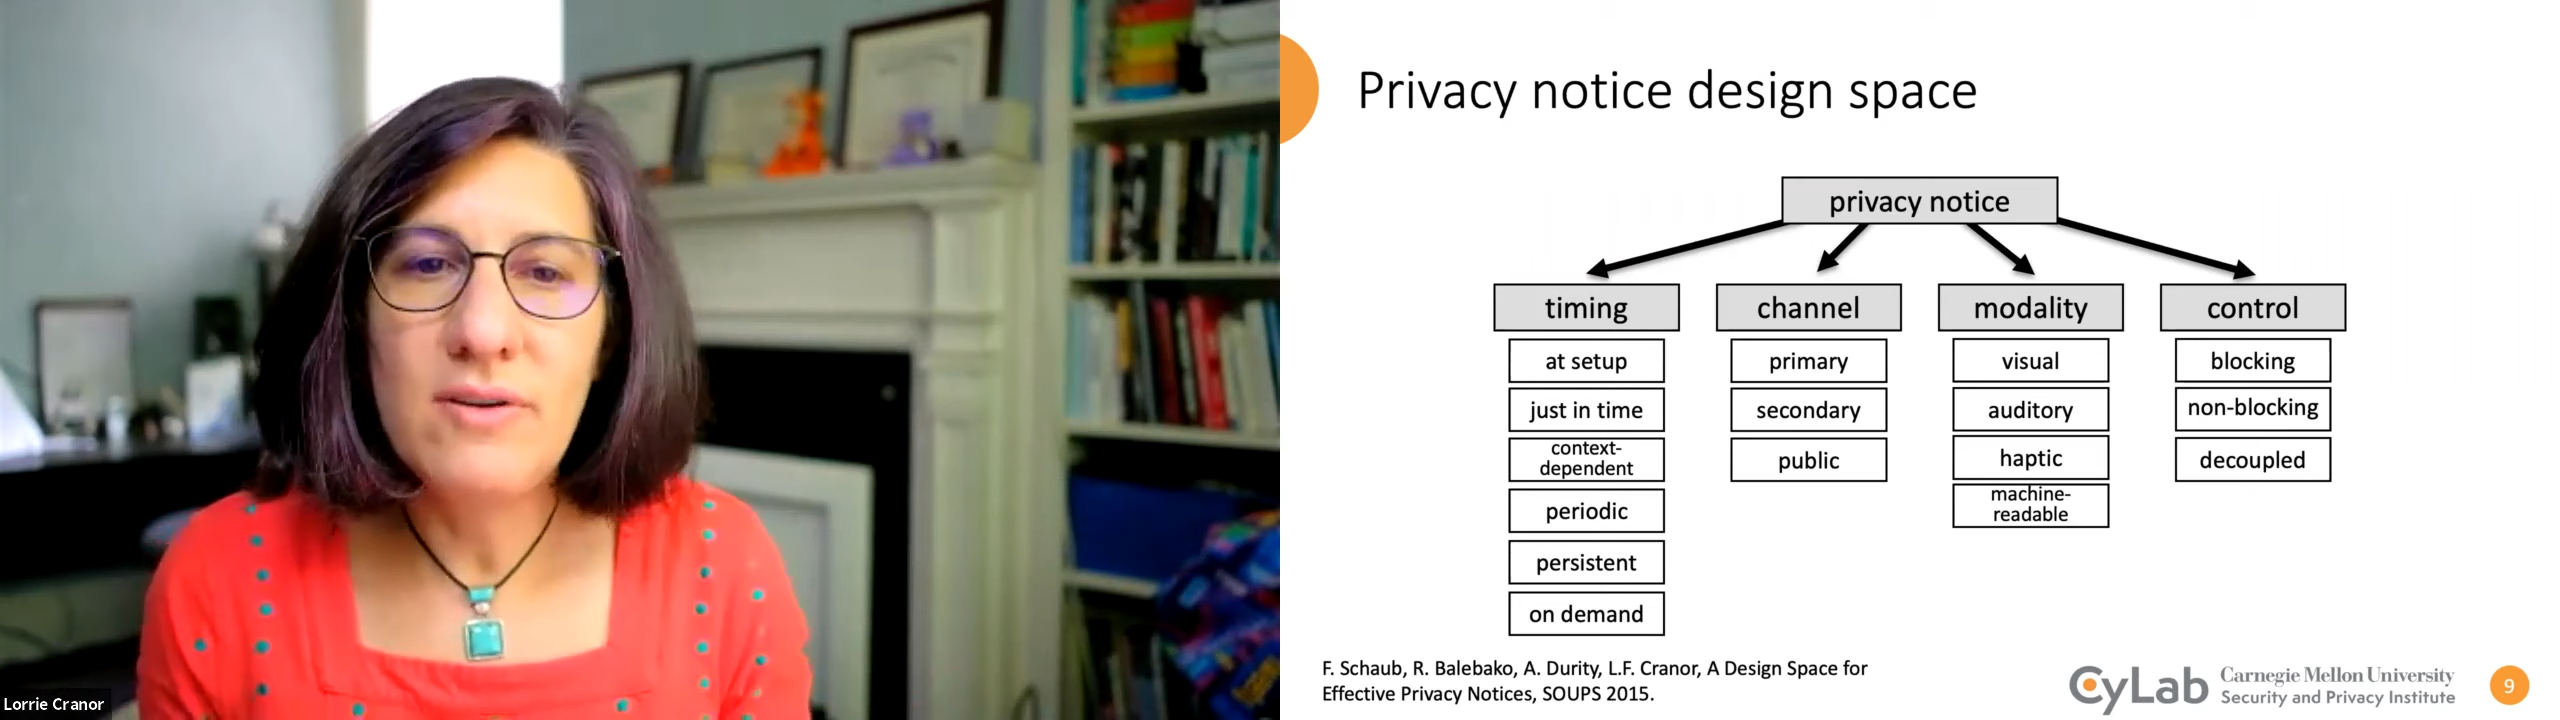 Lorrie Cranor
Privacy notice design space
privacy notice
timing
at setup
just in time
context-
dependent
periodic
persistent
on demand
channel
primary
secondary
public
modality
visual
auditory
haptic
machine-
readable
control
blocking
non-blocking
decoupled
F. Schaub, R. Balebako, A. Durity, L.F. Cranor, A Design Space for
Effective Privacy Notices, SOUPS 2015.
CyLab
Carnegie Mellon University
Security and Privacy Institute
9